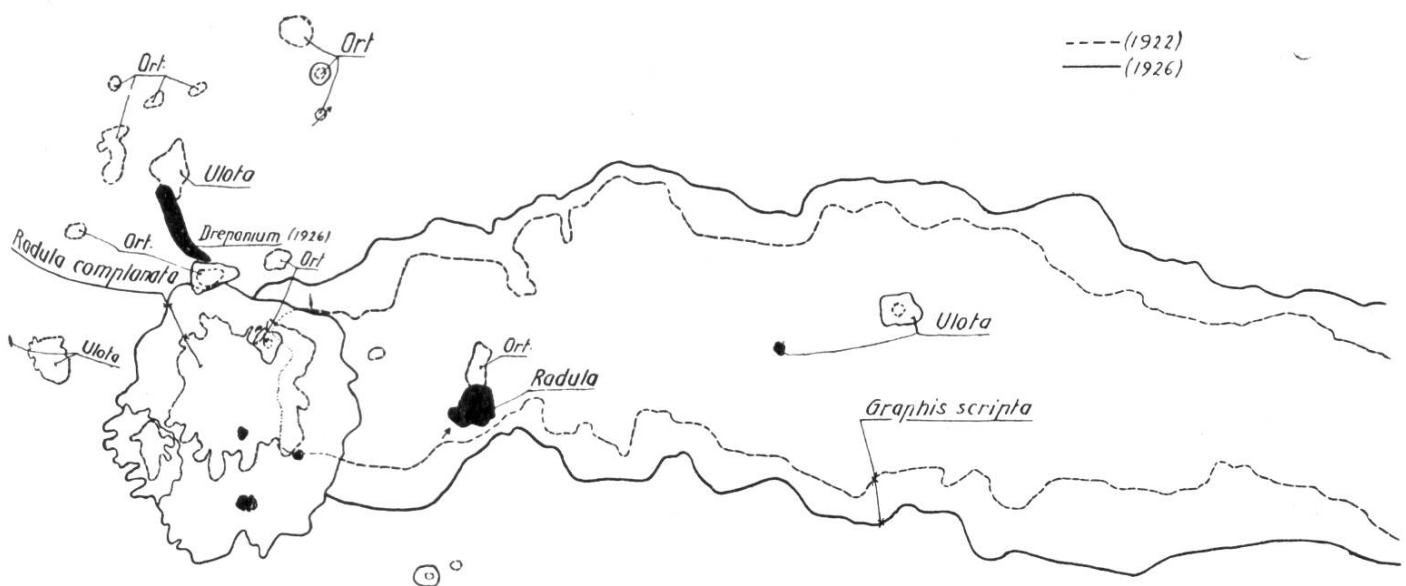 Ort
(1922)
(1926)
Ort.
Ulota
Drepanium (1926)
Ort.
Ort
Radula complanata
Ulota
Ulota
Ort.
Radula
Graphis scripta